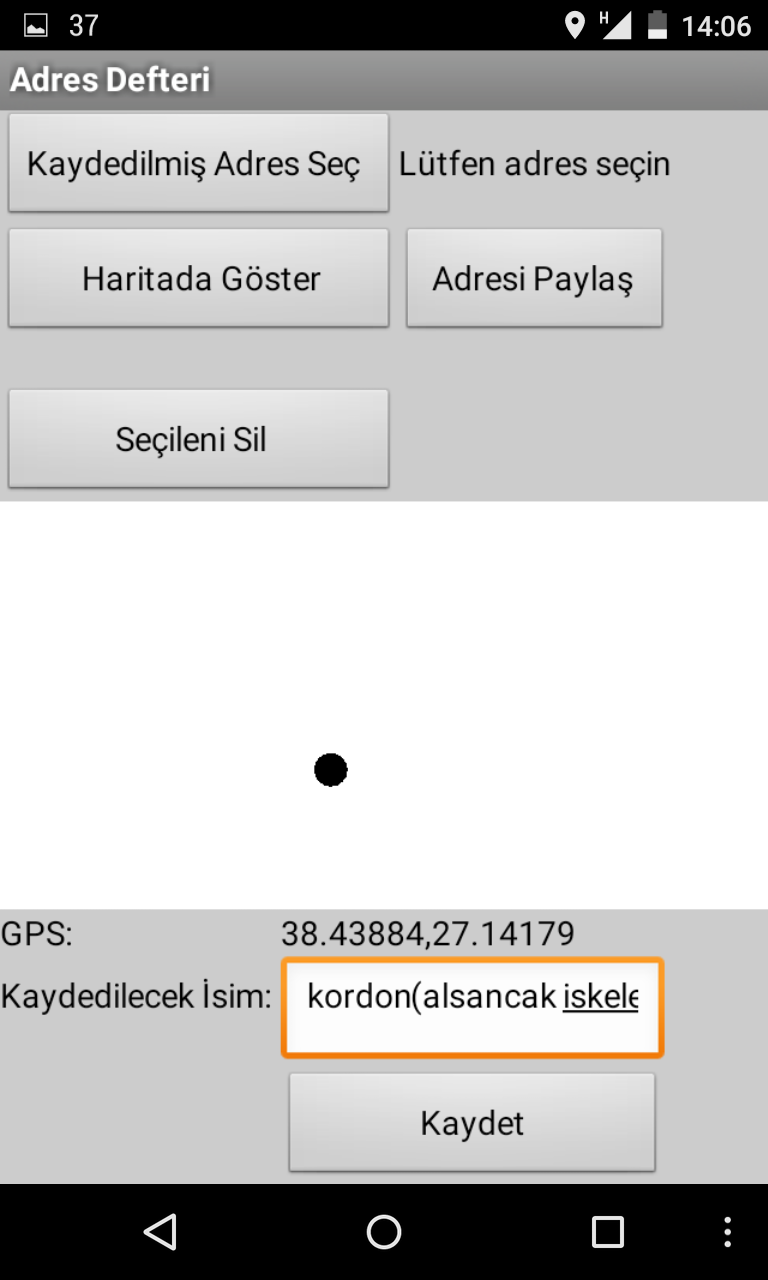 37 H 14:06
Adres Defteri
Kaydedilmiş Adres Seç Lütfen adres seçin
Haritada Göster Adresi Paylaş
Seçileni Sil
GPS: 38.43884,27.14179
Kaydedilecek İsim: kordon(alsancak iskele
Kaydet